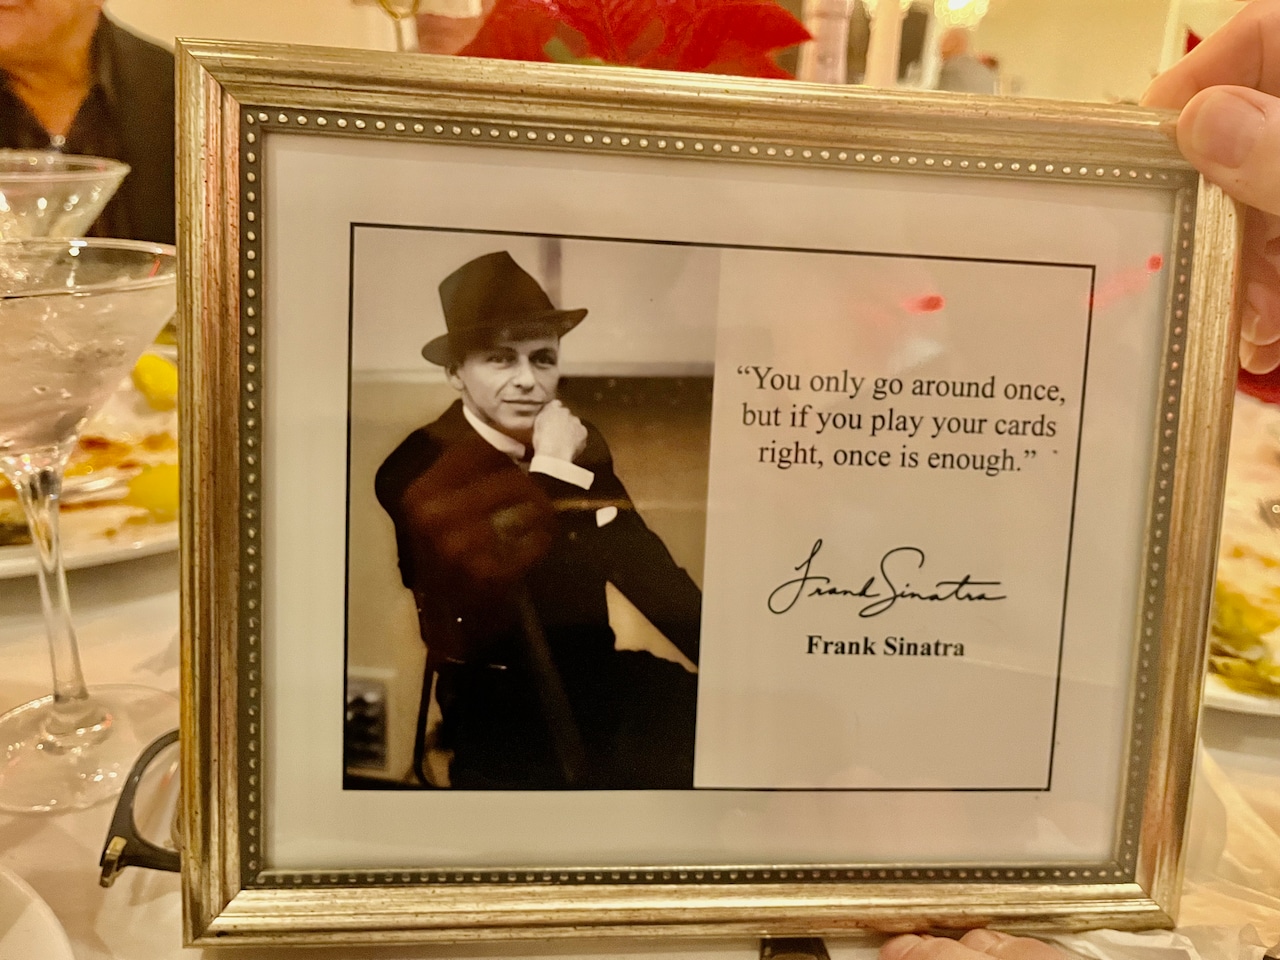 “You only go around once,
but if you play your cards
right, once is enough.”
Frank Sinatra
Frank Sinatra